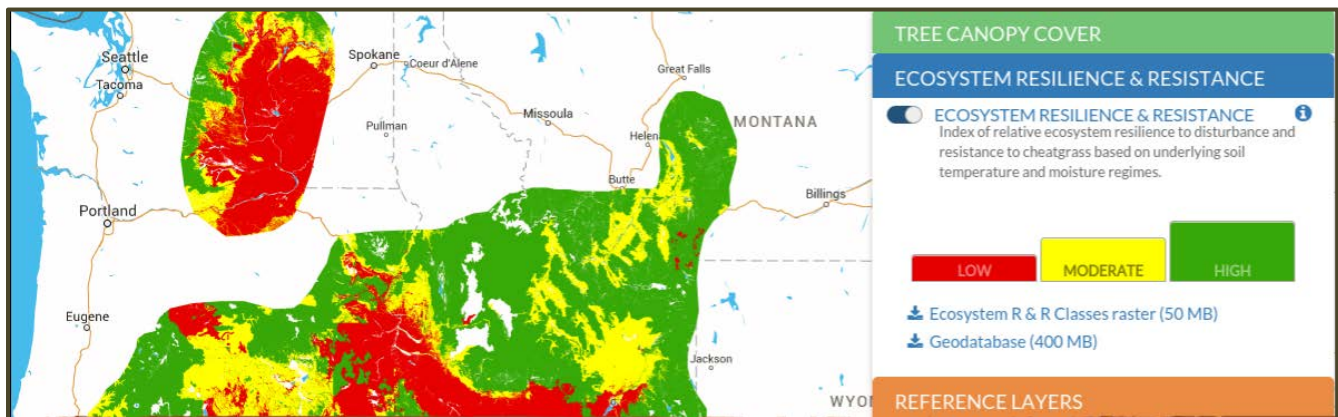 Seattle
Tacoma
Spokane
Coeur d'Alene
Great Falls
Pullman
Missoula
Helen
MONTANA
Butte
Billings
Portland
Eugene
Jackson
WYO
TREE CANOPY COVER
ECOSYSTEM RESILIENCE & RESISTANCE
ECOSYSTEM RESILIENCE & RESISTANCE
Index of relative ecosystem resilience to disturbance and
resistance to cheatgrass based on underlying soil
temperature and moisture regimes.
LOW
MODERATE
HIGH
Ecosystem R & R Classes raster (50 MB)
Geodatabase (400 MB)
REFERENCE LAYERS